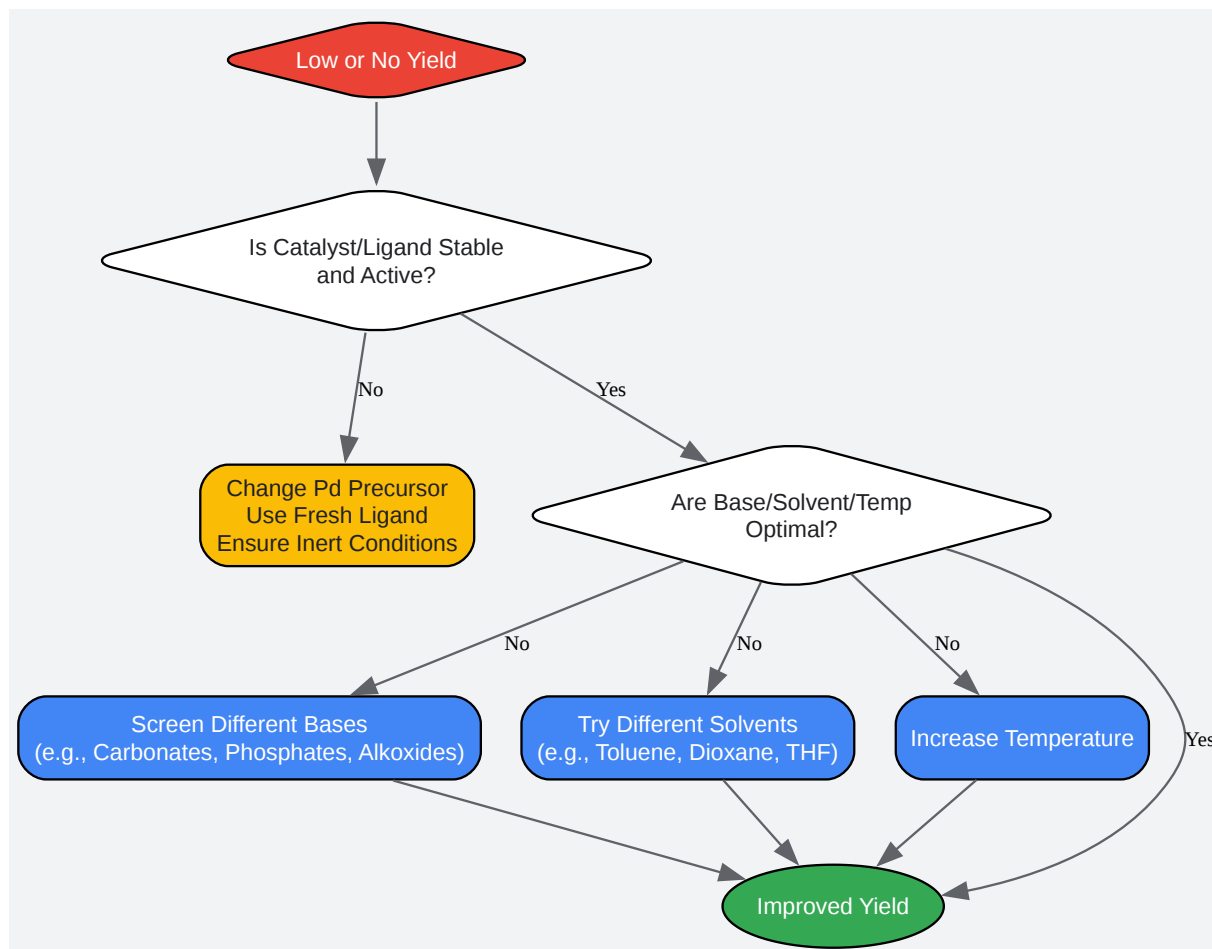 Low or No Yield
Is Catalyst/Ligand Stable
and Active?
No
Yes
Change Pd Precursor
Use Fresh Ligand
Ensure Inert Conditions
Are Base/Solvent/Temp
Optimal?
No
No
No
Yes
Screen Different Bases
(e.g., Carbonates, Phosphates, Alkoxides)
Try Different Solvents
(e.g., Toluene, Dioxane, THF)
Increase Temperature
Improved Yield